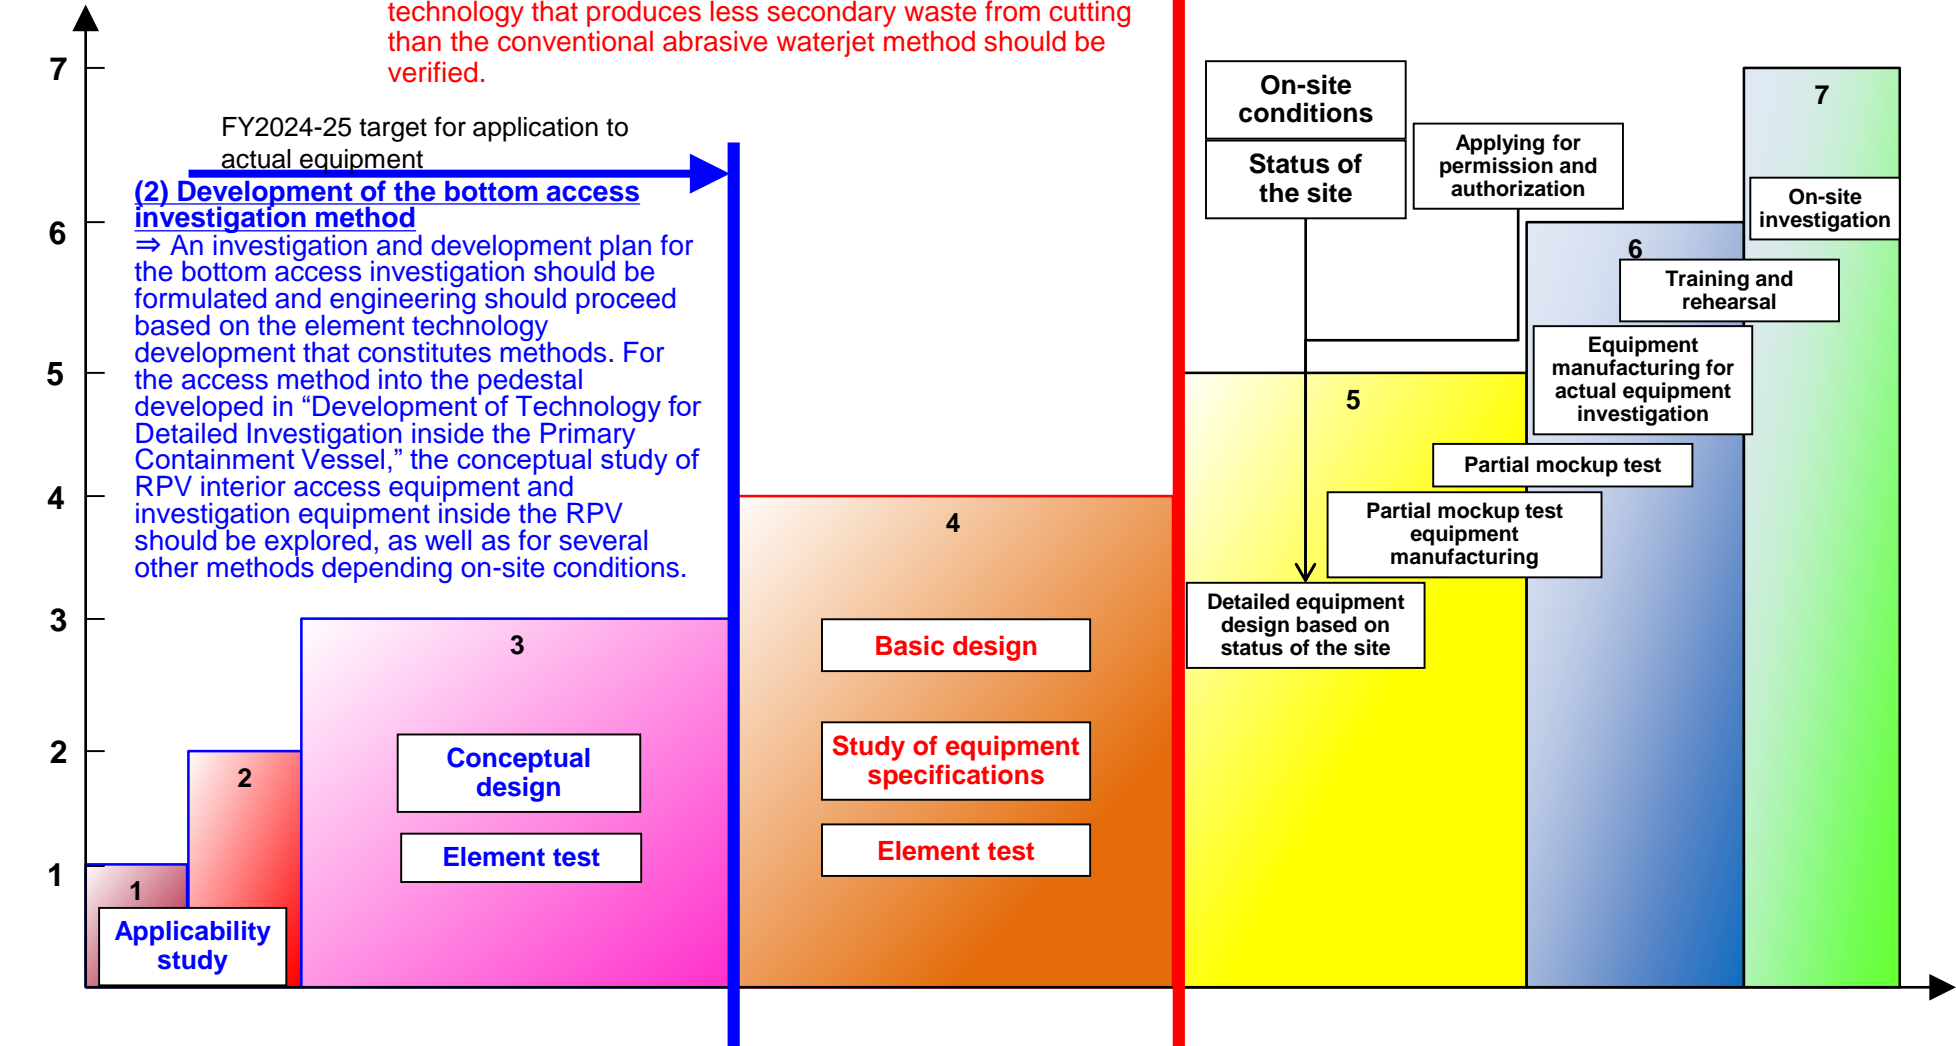 technology that produces less secondary waste from cutting
than the conventional abrasive waterjet method should be
verified.
7
6
5
4
3
2
1
FY2024-25 target for application to
actual equipment
(2) Development of the bottom access
investigation method
⇒ An investigation and development plan for
the bottom access investigation should be
formulated and engineering should proceed
based on the element technology
development that constitutes methods. For
the access method into the pedestal
developed in “Development of Technology for
Detailed Investigation inside the Primary
Containment Vessel,” the conceptual study of
RPV interior access equipment and
investigation equipment inside the RPV
should be explored, as well as for several
other methods depending on-site conditions.
1
Applicability
study
2
3
Conceptual
design
Element test
4
Basic design
Study of equipment
specifications
Element test
On-site
conditions
Status of
the site
Applying for
permission and
authorization
5
Detailed equipment
design based on
status of the site
Partial mockup test
equipment
manufacturing
Partial mockup test
6
Equipment
manufacturing for
actual equipment
investigation
Training and
rehearsal
7
On-site
investigation